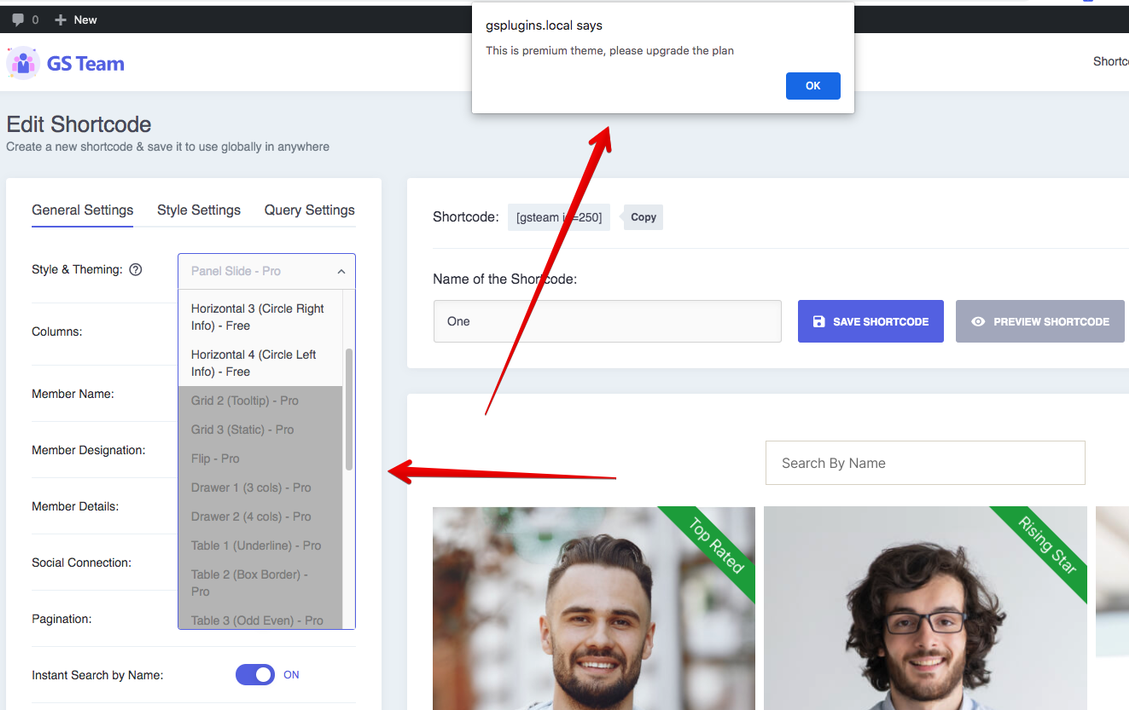 0 New
gsplugins.local says
This is premium theme, please upgrade the plan
OK
GS Team
Edit Shortcode
Create a new shortcode & save it to use globally in anywhere
General Settings Style Settings Query Settings
Style & Theming:
Panel Slide - Pro
Horizontal 3 (Circle Right
Info) - Free
Columns:
Horizontal 4 (Circle Left
Info) - Free
Member Name:
Grid 2 (Tooltip) - Pro
Grid 3 (Static) - Pro
Member Designation:
Flip - Pro
Drawer 1 (3 cols) - Pro
Member Details:
Drawer 2 (4 cols) - Pro
Table 1 (Underline) - Pro
Social Connection:
Table 2 (Box Border) -
Pro
Pagination:
Table 3 (Odd Even) - Pro
Instant Search by Name:
ON
Shortcode: [gsteam =250] Copy
Name of the Shortcode:
One
SAVE SHORTCODE
PREVIEW SHORTCODE
Search By Name
Top Rated
Rising Star